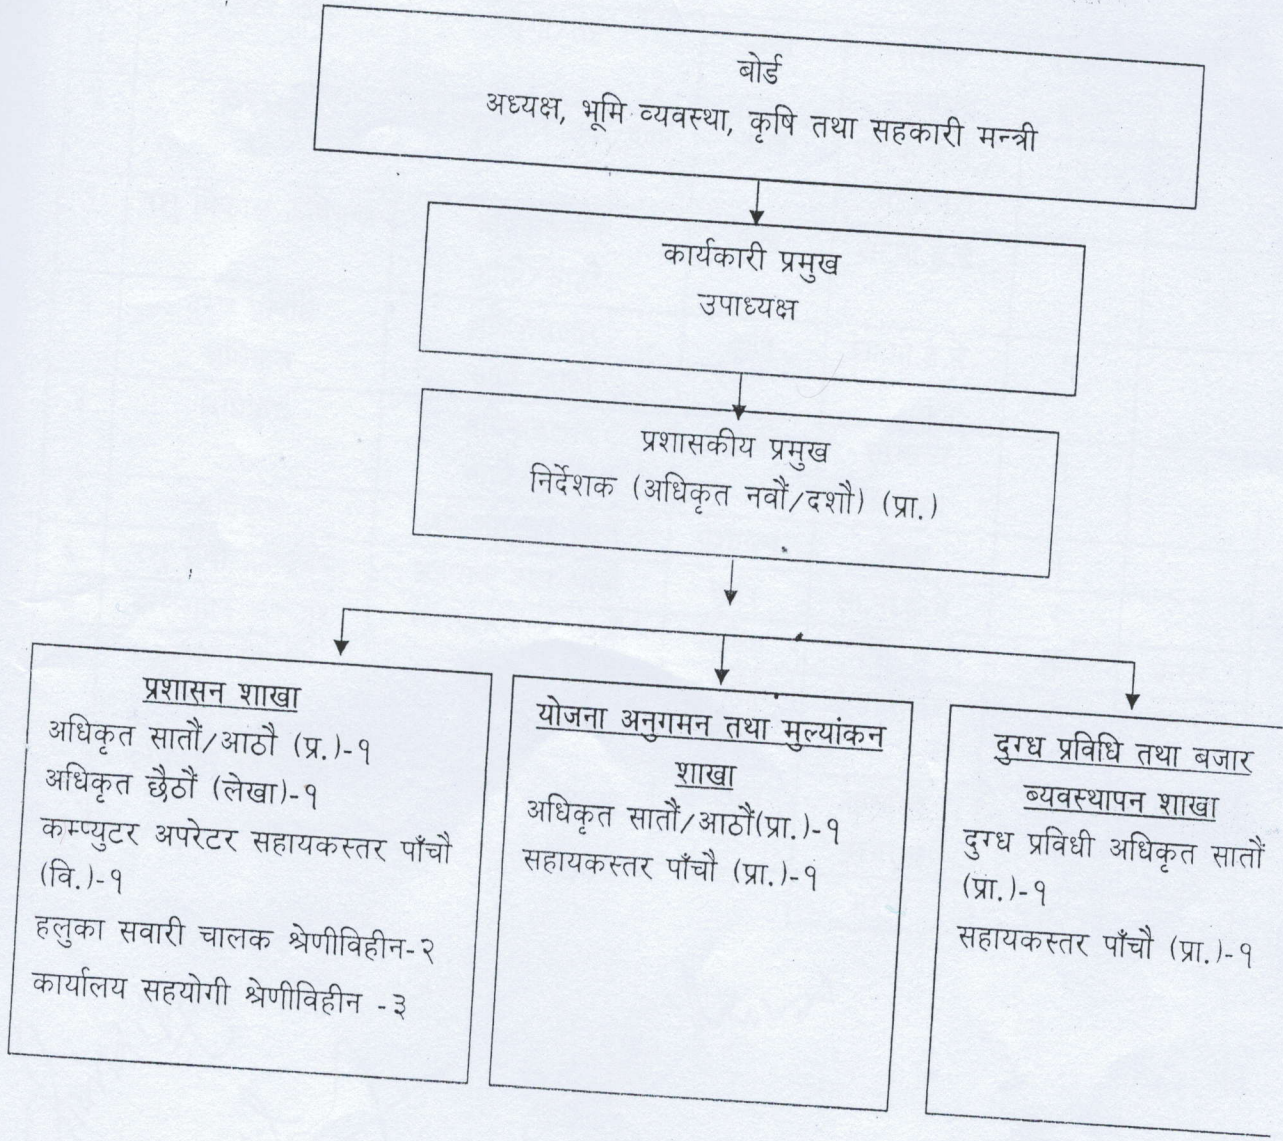 बोर्ड
अध्यक्ष, भूमि व्यवस्था, कृषि तथा सहकारी मन्त्री
कार्यकारी प्रमुख
उपाध्यक्ष
प्रशासकीय प्रमुख
निर्देशक (अधिकृत नवौं/दशौ) (प्रा.)
प्रशासन शाखा
अधिकृत सातौं/आठौ (प्र.)-१
अधिकृत छैठौं (लेखा)-१
कम्प्युटर अपरेटर सहायकस्तर पाँचौ
(वि.)-१
हलुका सवारी चालक श्रेणीविहीन-२
कार्यालय सहयोगी श्रेणीविहीन -३
योजना अनुगमन तथा मुल्यांकन
शाखा
अधिकृत सातौं/आठौं(प्रा.)-१
सहायकस्तर पाँचौ (प्रा.)-१
दुग्ध प्रविधि तथा बजार
ब्यवस्थापन शाखा
दुग्ध प्रविधी अधिकृत सातौं
(प्रा.)-१
सहायकस्तर पाँचौ (प्रा.)-१